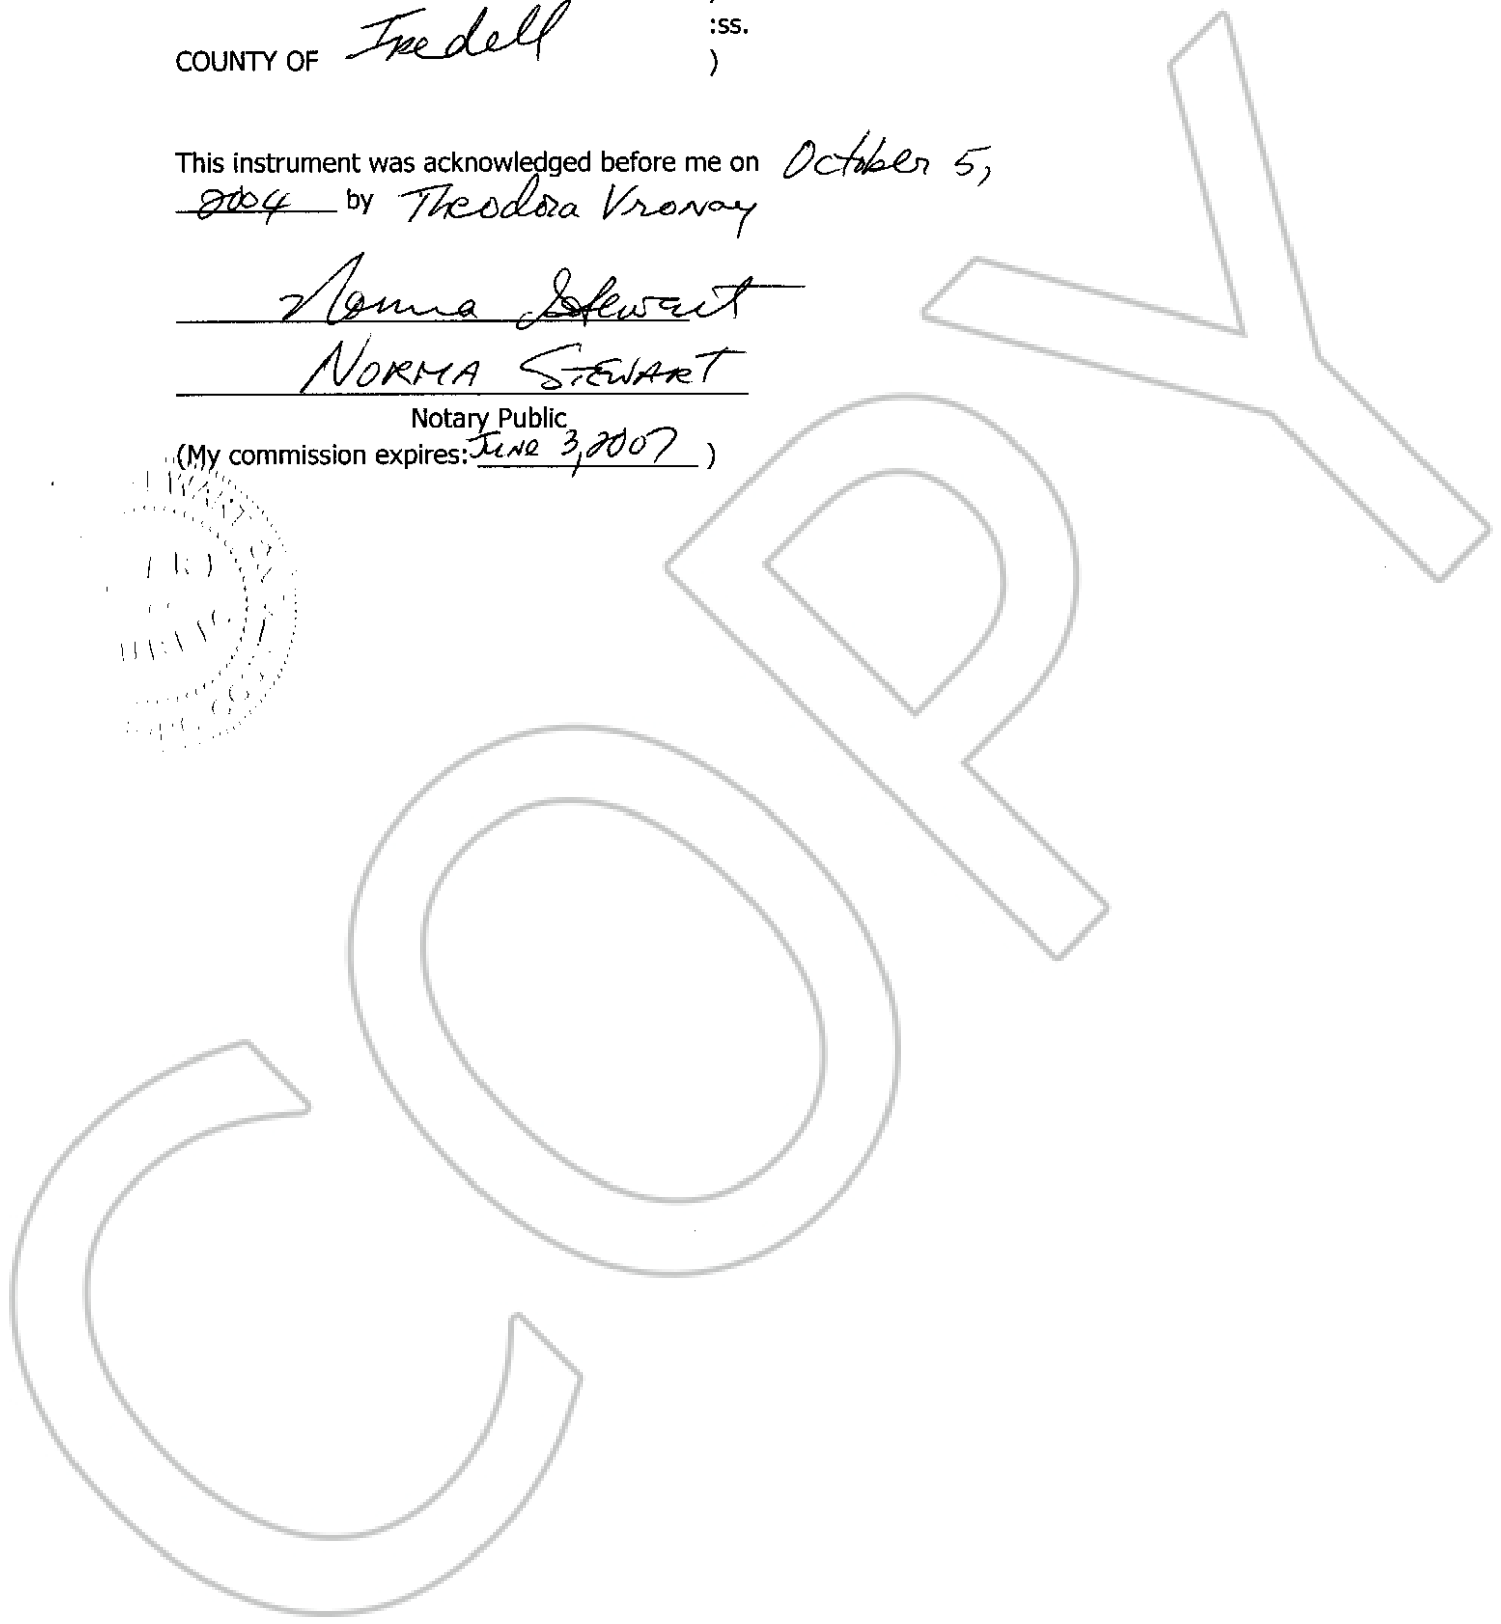 :ss.
COUNTY OF Iredell )
This instrument was acknowledged before me on October 5,
2004 by Theodora Vronay
Norma Stewart
NORMA STEWART
Notary Public
(My commission expires: June 3, 2007 )
COPY